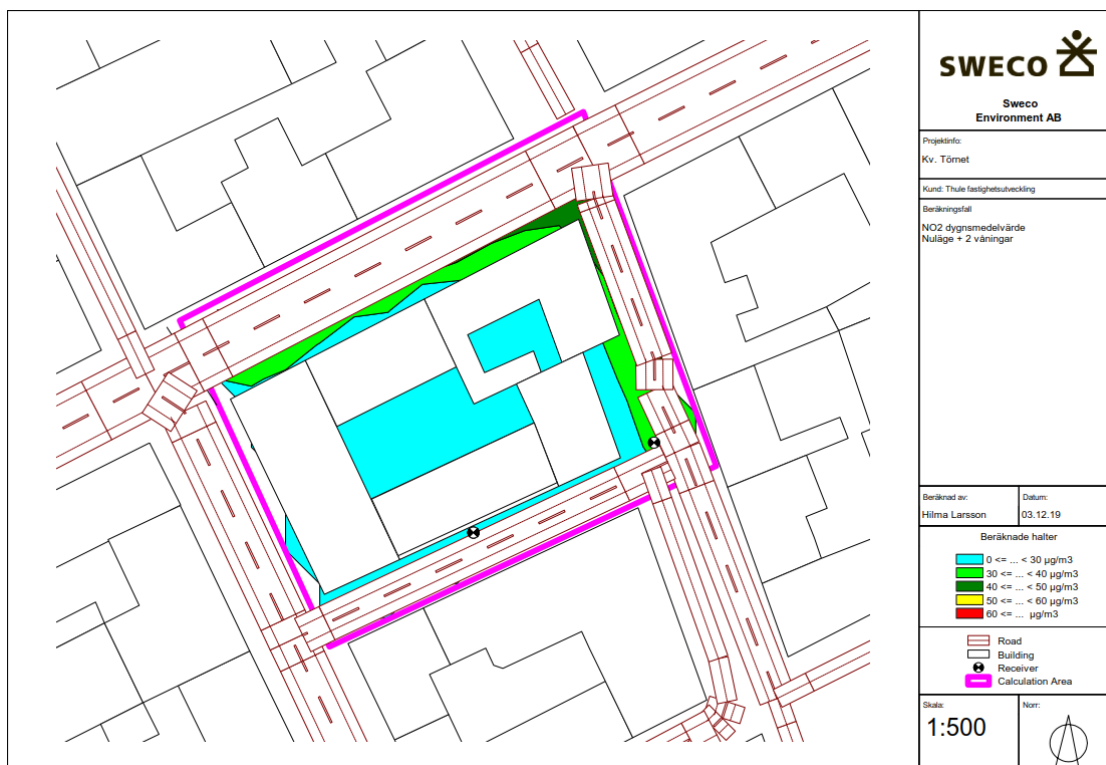 SWECO
Sweco
Environment AB
Projektinfo:
Kv. Törnet
Kund: Thule fastighetsutveckling
Beräkningsfall
NO2 dygnsmedelvärde
Nuläge + 2 våningar
Beräknad av:
Hilma Larsson
Datum:
03.12.19
Beräknade halter
0 <= ... < 30 µg/m3
30 <= ... < 40 µg/m3
40 <= ... < 50 µg/m3
50 <= ... < 60 µg/m3
60 <= ... µg/m3
Road
Building
Receiver
Calculation Area
Skala:
1:500
Norr: